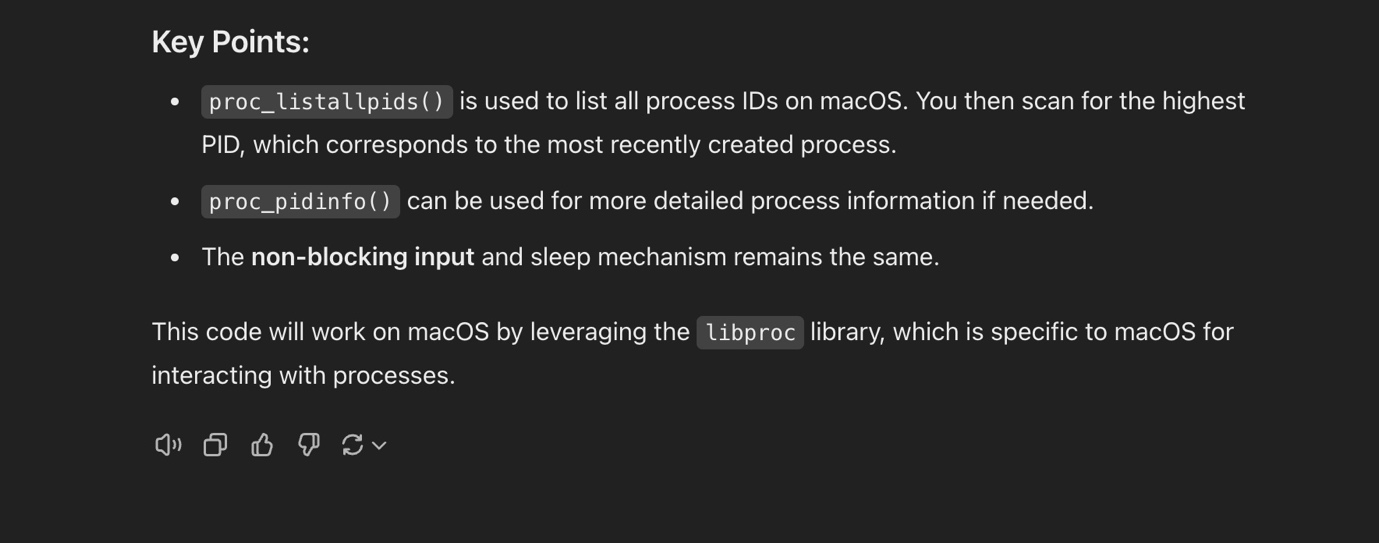 Key Points:
• proc_listallpids() is used to list all process IDs on macOS. You then scan for the highest
PID, which corresponds to the most recently created process.
• proc_pidinfo() can be used for more detailed process information if needed.
• The non-blocking input and sleep mechanism remains the same.
This code will work on macOS by leveraging the libproc library, which is specific to macOS for
interacting with processes.